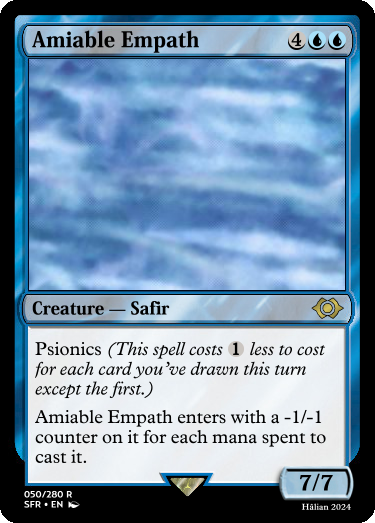 Amiable Empath 4
Creature — Safir
Psionics (This spell costs 1 less to cost
for each card you've drawn this turn
except the first.)
Amiable Empath enters with a -1/-1
counter on it for each mana spent to
cast it.
7/7
050/280 R
SFR • EN
Hālian 2024